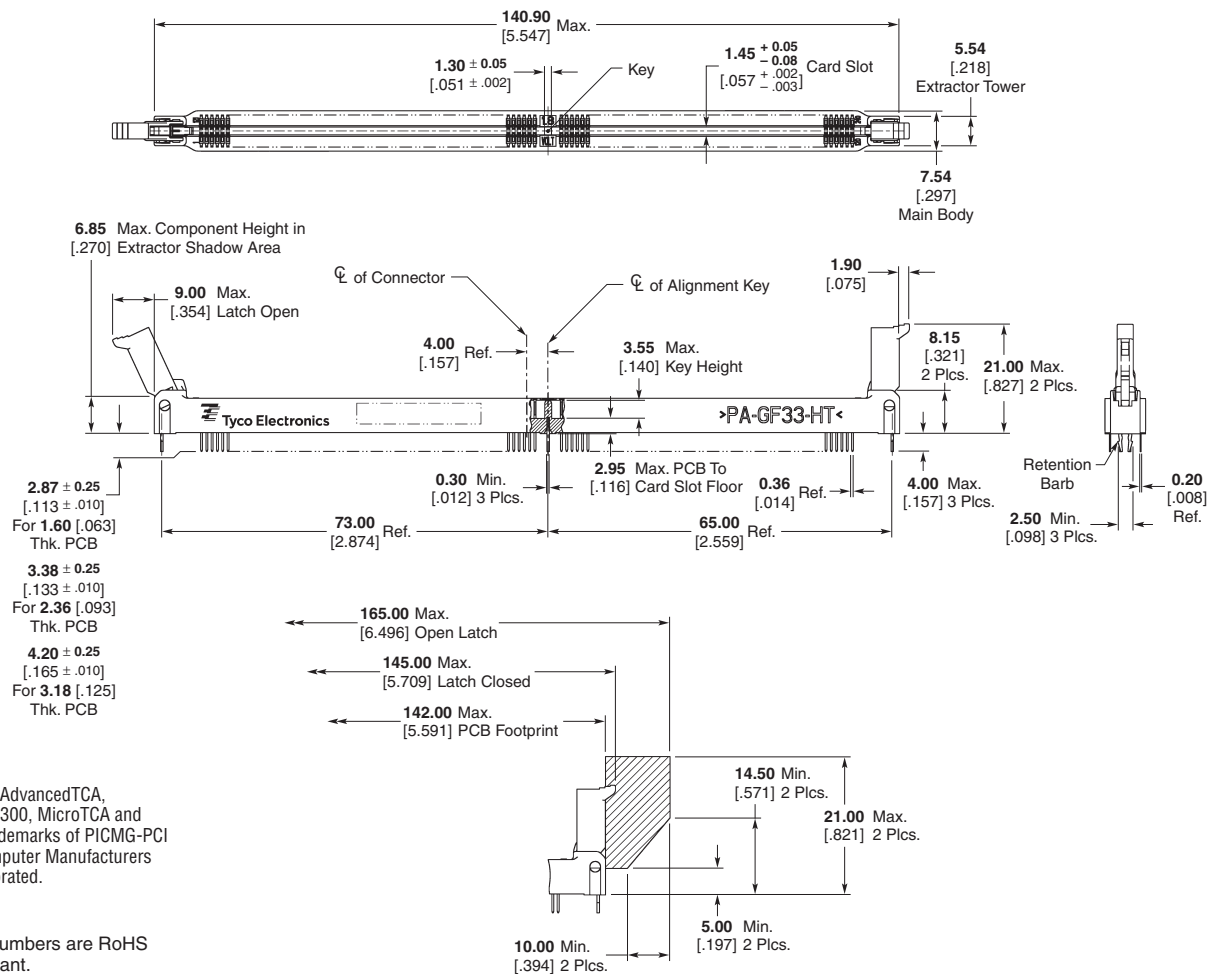 140.90 Max.
[5.547]
1.30 ± 0.05
[.051 ± .002]
Key
1.45 + 0.05
– 0.08
[.057 + .002
– .003]
Card Slot
5.54
[.218]
Extractor Tower
7.54
[.297]
Main Body
6.85 Max. Component Height in
[.270] Extractor Shadow Area
9.00 Max.
[.354] Latch Open
℄ of Connector
℄ of Alignment Key
4.00
[.157] Ref.
3.55 Max.
[.140] Key Height
1.90
[.075]
8.15
[.321]
2 Plcs.
21.00 Max.
[.827] 2 Plcs.
Tyco Electronics
>PA-GF33-HT<
2.87 ± 0.25
[.113 ± .010]
For 1.60 [.063]
Thk. PCB
3.38 ± 0.25
[.133 ± .010]
For 2.36 [.093]
Thk. PCB
4.20 ± 0.25
[.165 ± .010]
For 3.18 [.125]
Thk. PCB
0.30 Min.
[.012] 3 Plcs.
2.95 Max. PCB To
[.116] Card Slot Floor
0.36
[.014] Ref.
4.00 Max.
[.157] 3 Plcs.
Retention
Barb
2.50 Min.
[.098] 3 Plcs.
0.20
[.008]
Ref.
73.00
[2.874] Ref.
65.00
[2.559] Ref.
165.00 Max.
[6.496] Open Latch
145.00 Max.
[5.709] Latch Closed
142.00 Max.
[5.591] PCB Footprint
14.50 Min.
[.571] 2 Plcs.
21.00 Max.
[.821] 2 Plcs.
5.00 Min.
[.197] 2 Plcs.
10.00 Min.
[.394] 2 Plcs.
AdvancedTCA,
300, MicroTCA and
demarks of PICMG-PCI
mputer Manufacturers
orated.
umbers are RoHS
ant.